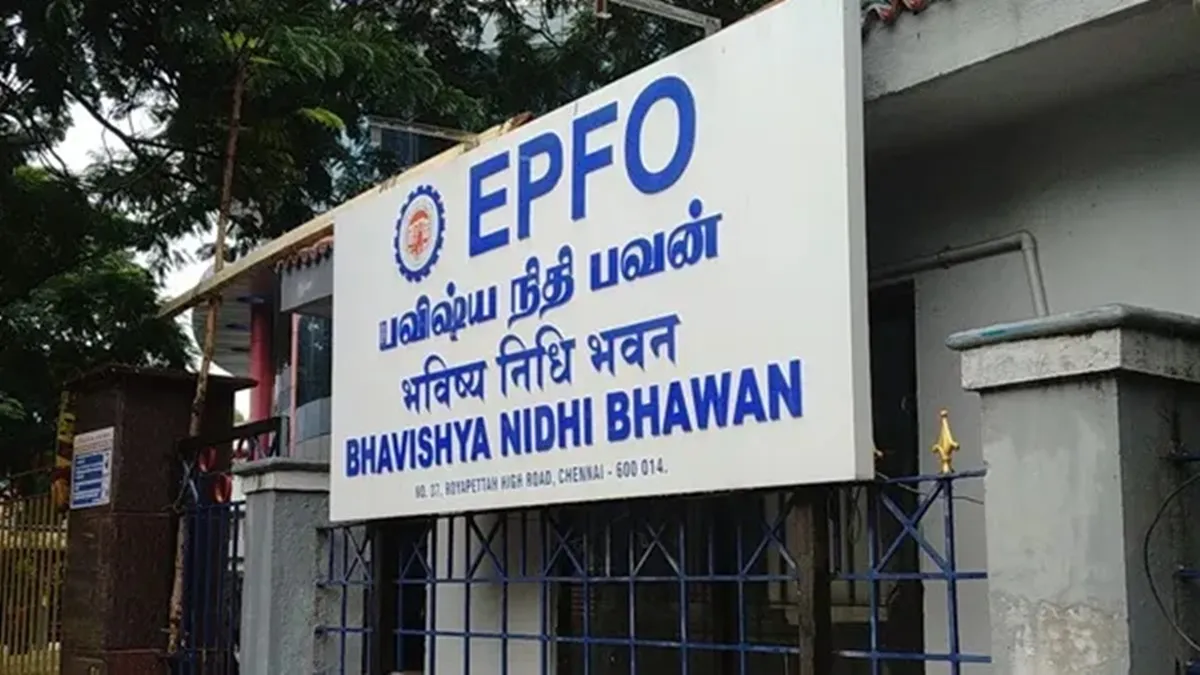 EPFO
பவிஷ்ய நிதி பவன்
भविष्य निधि भवन
BHAVISHYA NIDHI BHAWAN
NO. 37, ROYAPETTAH HIGH ROAD, CHENNAI - 600 014.